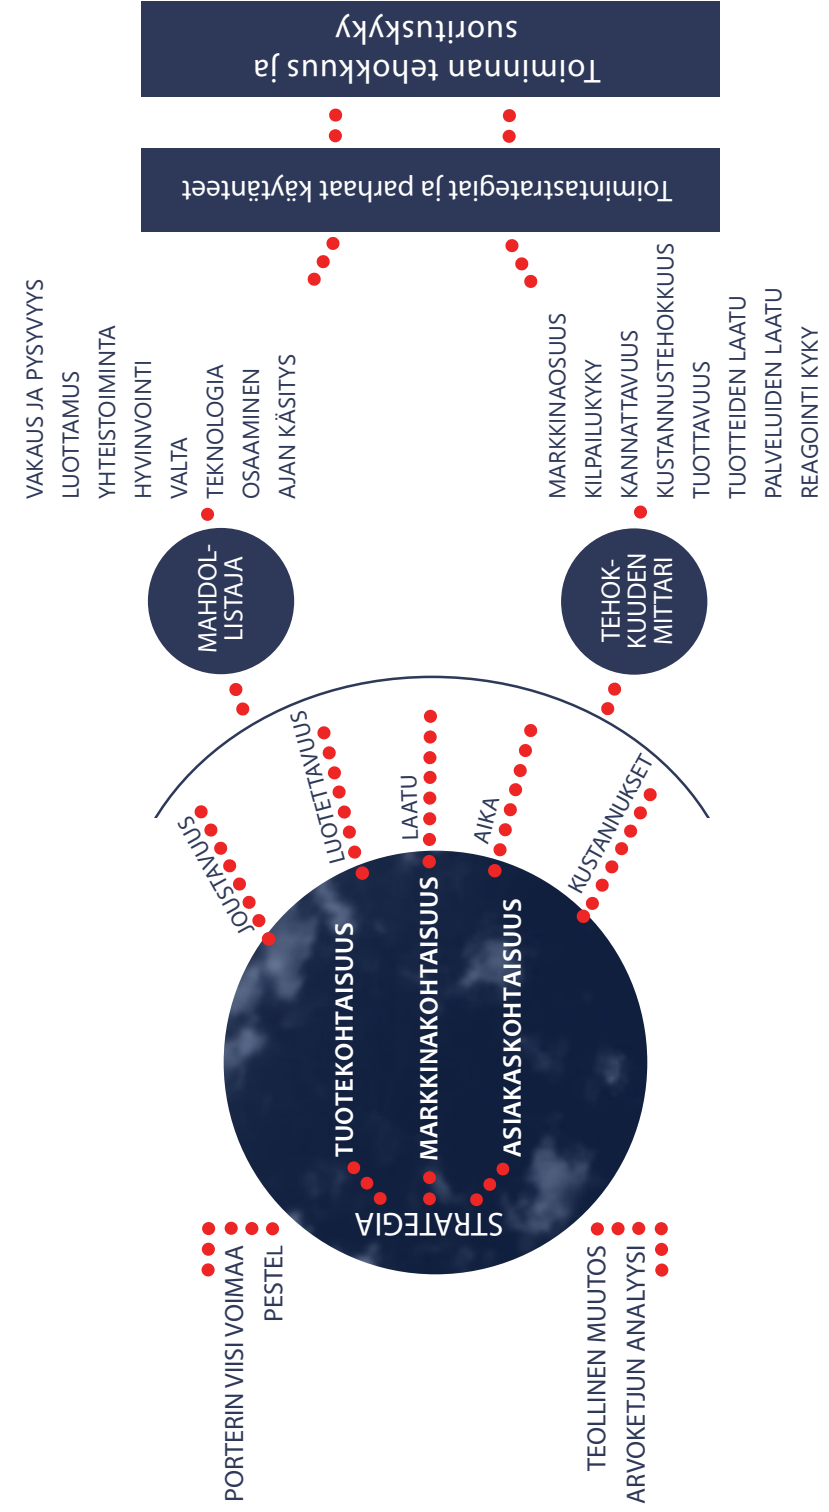 PORTERIN VIISI VOIMAA
PESTEL
TEOLLINEN MUUTOS
ARVOKETJUN ANALYYSI
STRATEGIA
TUOTEKOHTAISUUS
MARKKINAKOHTAISUUS
ASIAKASKOHTAISUUS
JOUSTAVUUS
LUOTETTAVUUS
LAATU
AIKA
KUSTANNUKSET
MAHDOL-
LISTAJA
TEHOK-
KUUDEN
MITTARI
VAKAUS JA PYSYVYYS
LUOTTAMUS
YHTEISTOIMINTA
HYVINVOINTI
VALTA
TEKNOLOGIA
OSAAMINEN
AJAN KÄSITYS
MARKKINAOSUUS
KILPAILUKYKY
KANNATTAVUUS
KUSTANNUSTEHOKKUUS
TUOTTAVUUS
TUOTTEIDEN LAATU
PALVELUIDEN LAATU
REAGOINTI KYKY
Toimintastrategiat ja parhaat käytänteet
Toiminnan tehokkuus ja
suorituskyky